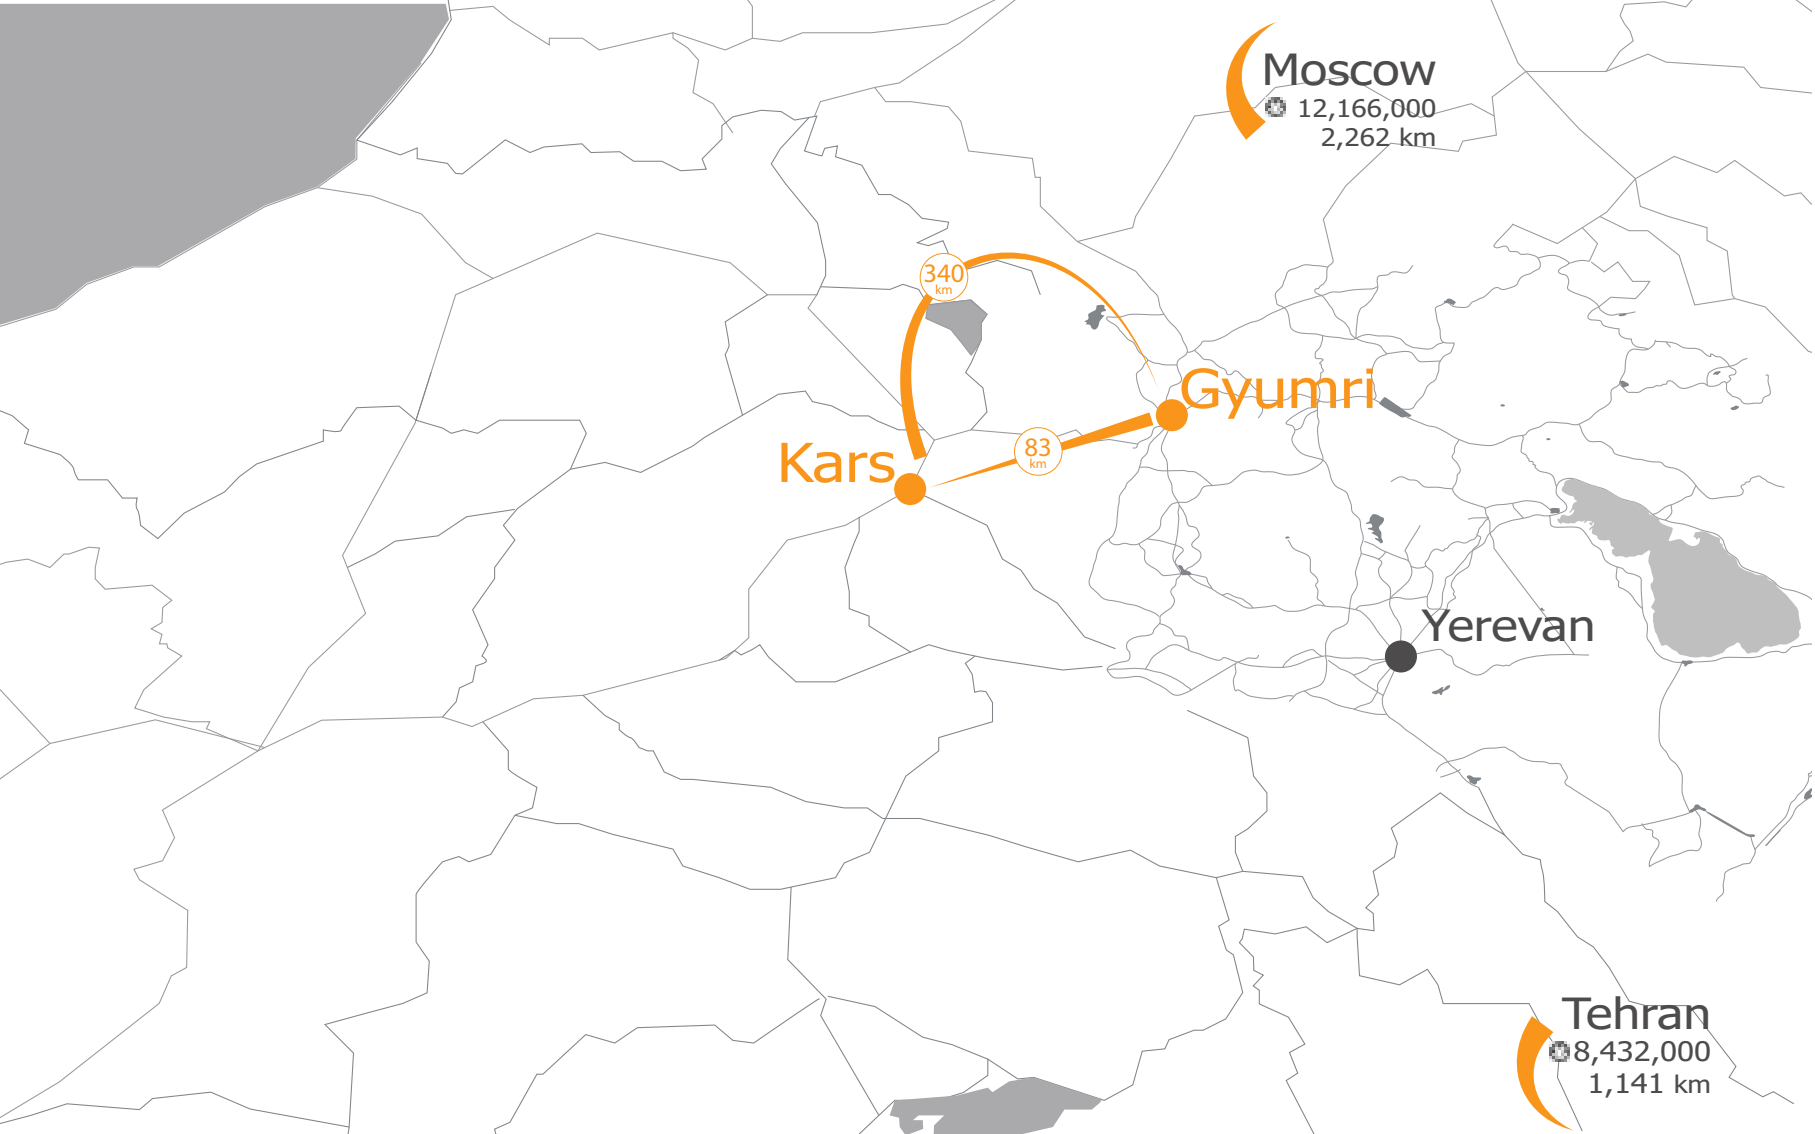 Moscow
12,166,000
2,262 km
340
km
Gyumri
83
km
Kars
Yerevan
Tehran
8,432,000
1,141 km